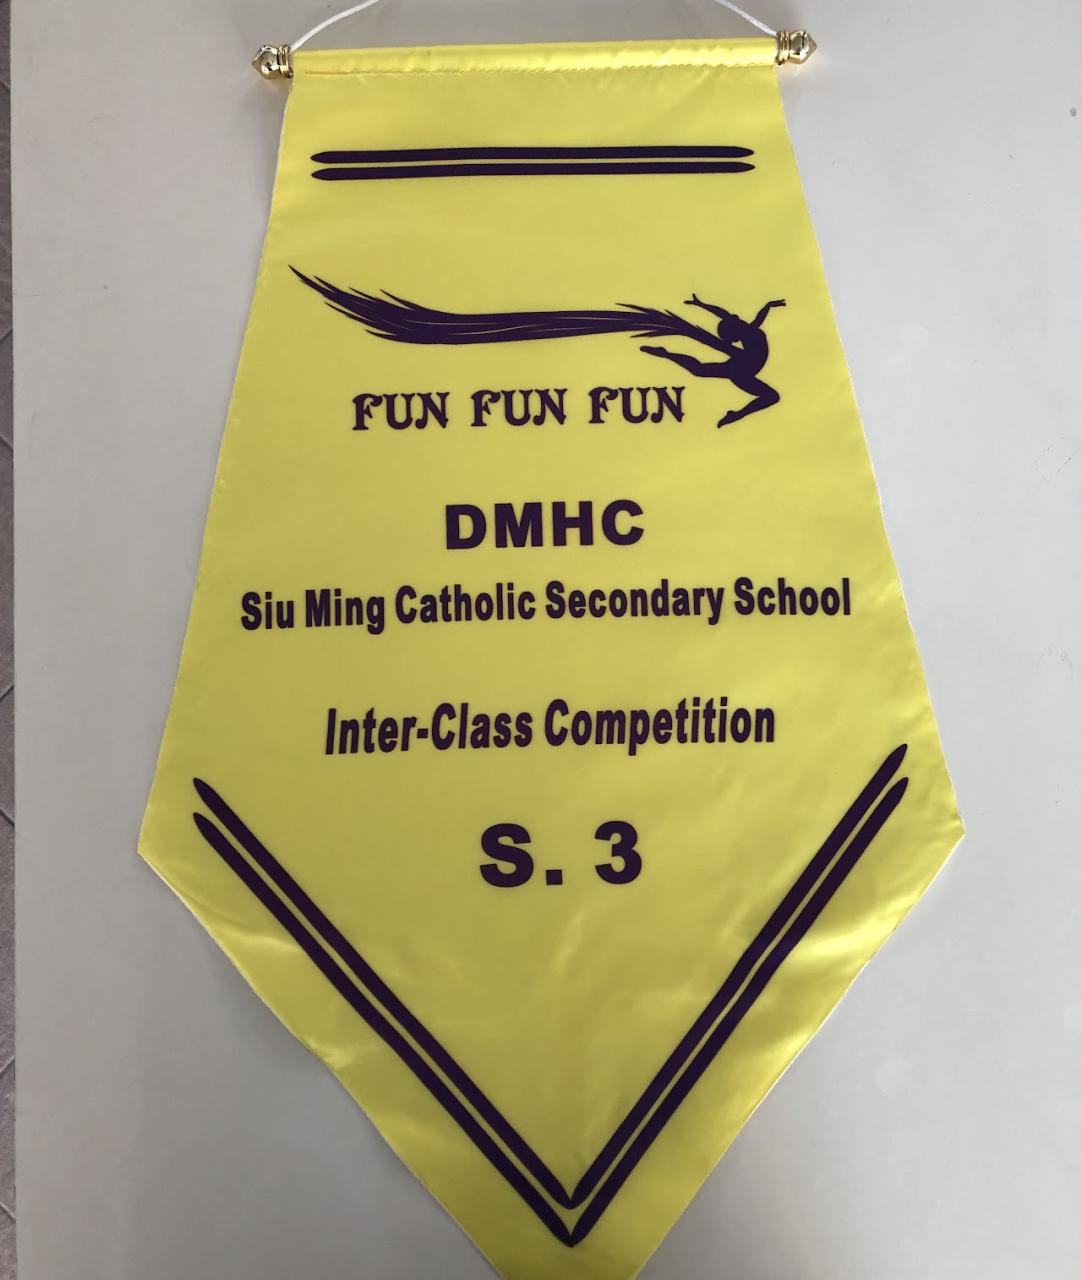 FUN FUN FUN
DMHC
Siu Ming Catholic Secondary School
Inter-Class Competition
S. 3